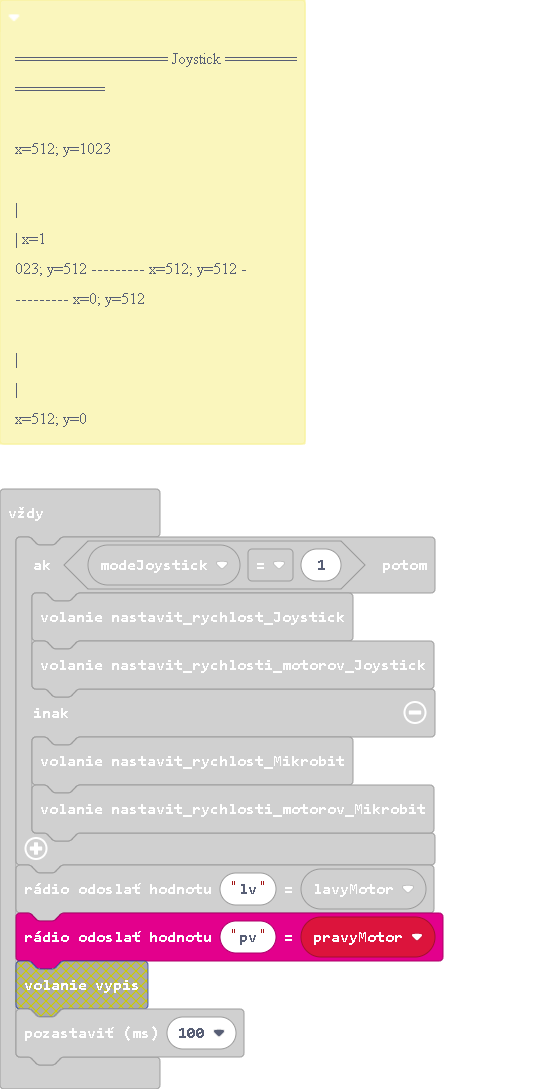 ================= Joystick ========
==========
x=512; y=1023
|
| x=1
023; y=512 --------- x=512; y=512 -
--------- x=0; y=512
|
|
x=512; y=0
vždy
ak modeJoystick = 1 potom
volanie nastavit_rychlost_Joystick
volanie nastavit_rychlosti_motorov_Joystick
inak
volanie nastavit_rychlost_Mikrobit
volanie nastavit_rychlosti_motorov_Mikrobit
rádio odoslať hodnotu "lv" = lavyMotor
rádio odoslať hodnotu "pv" = pravyMotor
volanie vypis
pozastaviť (ms) 100